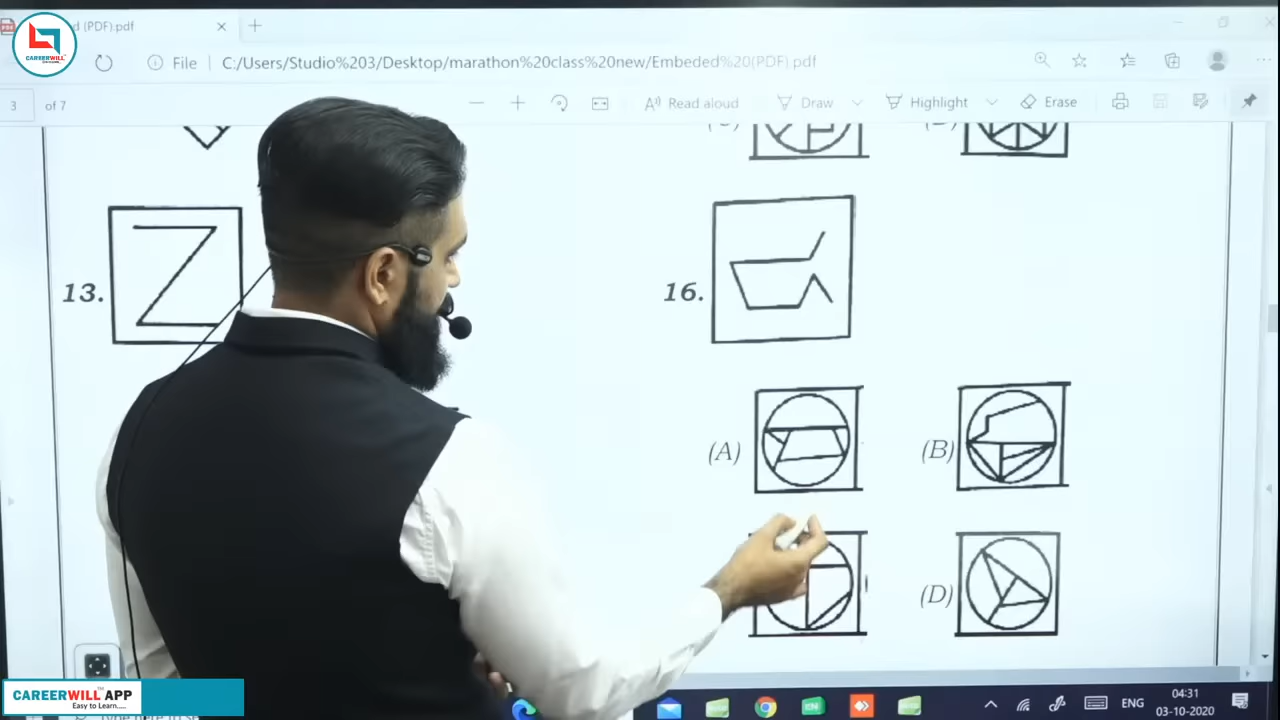 d (PDF).pdf
CAREERWILL
File
C:/Users/Studio%203/Desktop/marathon%20class%20new/Embeded%20(PDF).pdf
3 of 7
Read aloud
Draw
Highlight
Erase
13.
16.
(A)
(B)
(D)
CAREERWILL APP
Easy to Learn.....
ENG
04:31
03-10-2020